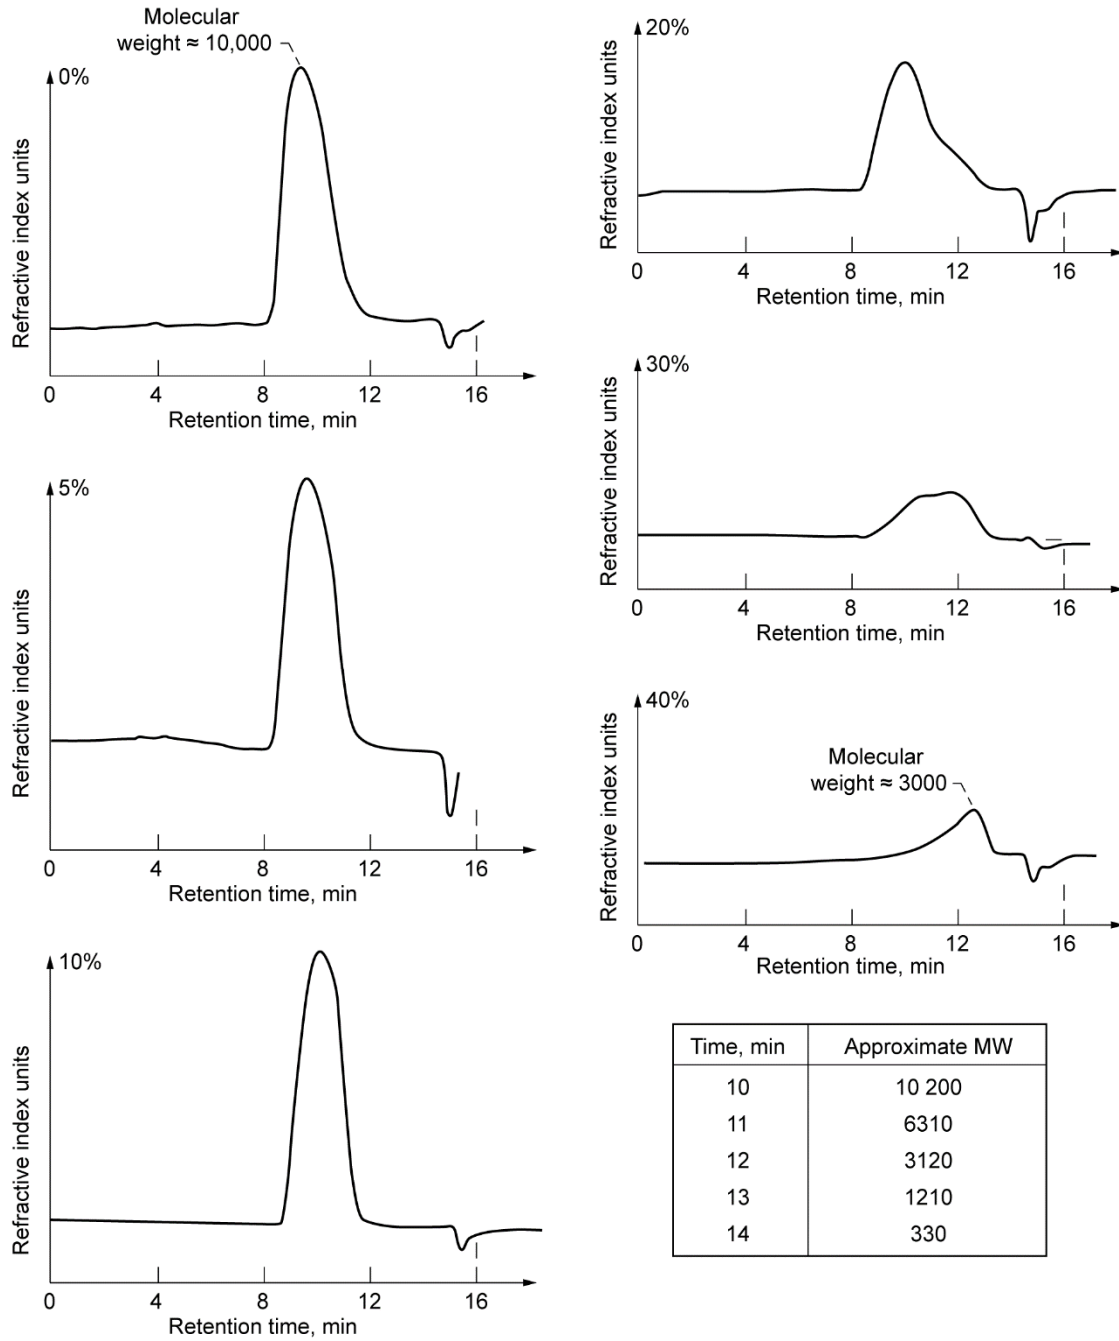 Molecular
weight ≈ 10,000
0%
Refractive index units
0 4 8 12 16
Retention time, min
5%
Refractive index units
0 4 8 12 16
Retention time, min
10%
Refractive index units
0 4 8 12 16
Retention time, min
20%
Refractive index units
0 4 8 12 16
Retention time, min
30%
Refractive index units
0 4 8 12 16
Retention time, min
40%
Molecular
weight ≈ 3000
Refractive index units
0 4 8 12 16
Retention time, min
Time, min Approximate MW
10 10 200
11 6310
12 3120
13 1210
14 330